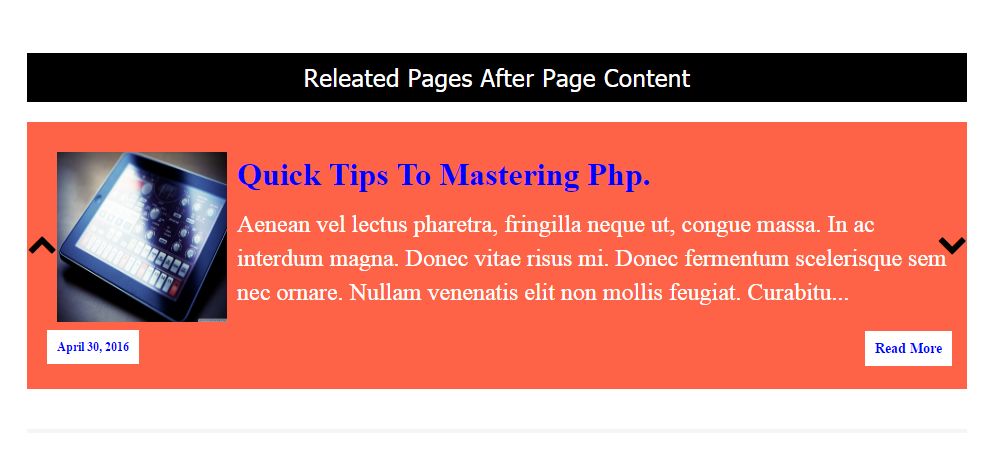 Releated Pages After Page Content
Quick Tips To Mastering Php.
Aenean vel lectus pharetra, fringilla neque ut, congue massa. In ac
interdum magna. Donec vitae risus mi. Donec fermentum scelerisque sem
nec ornare. Nullam venenatis elit non mollis feugiat. Curabitu...
April 30, 2016
Read More